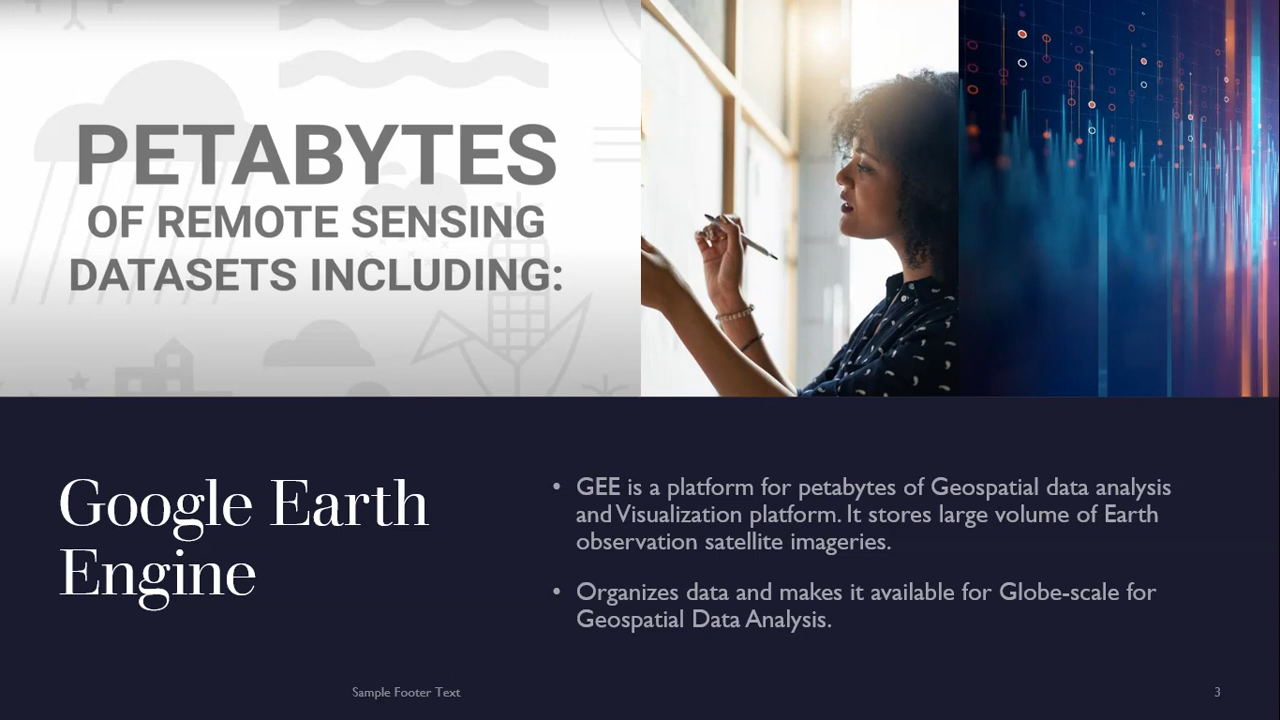 PETABYTES
OF REMOTE SENSING
DATASETS INCLUDING:
Google Earth
Engine
• GEE is a platform for petabytes of Geospatial data analysis
and Visualization platform. It stores large volume of Earth
observation satellite imageries.
• Organizes data and makes it available for Globe-scale for
Geospatial Data Analysis.
Sample Footer Text
3